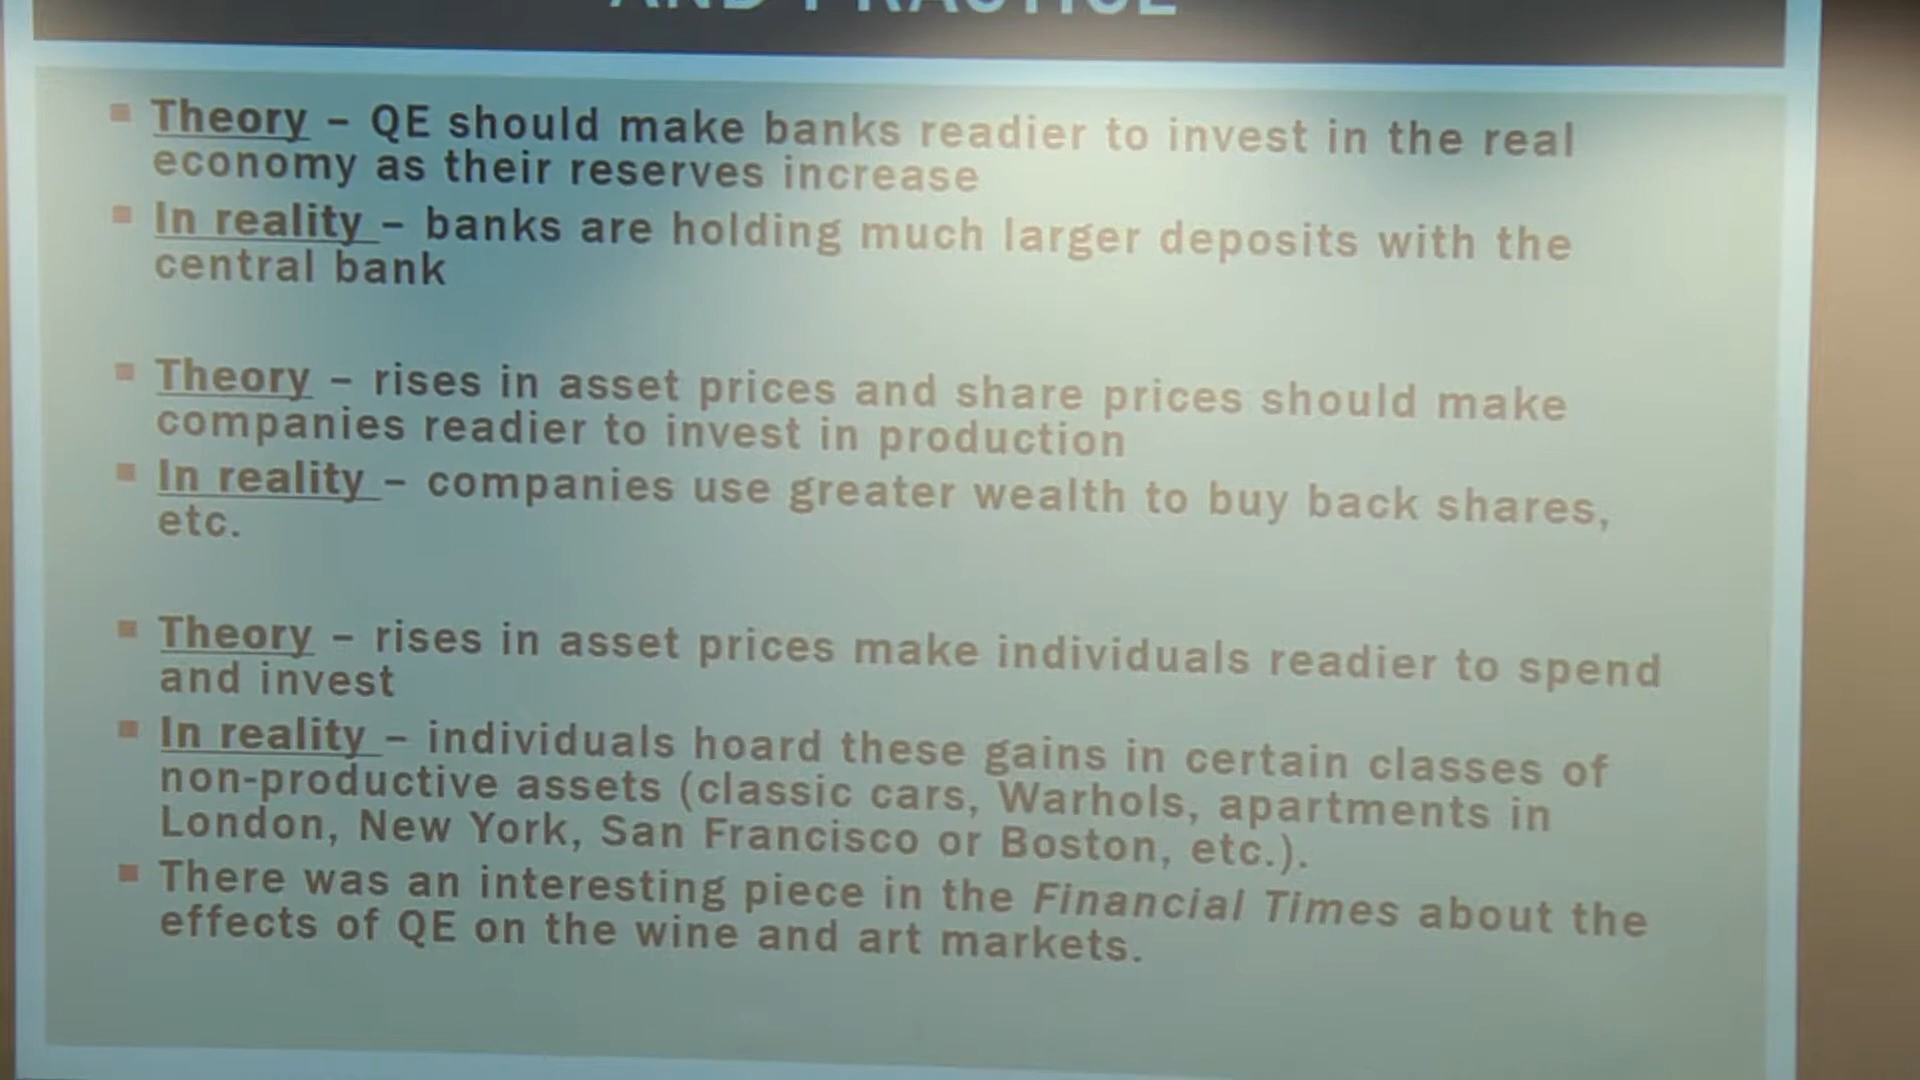 AND PRACTICE
Theory – QE should make banks readier to invest in the real
economy as their reserves increase
In reality – banks are holding much larger deposits with the
central bank
Theory – rises in asset prices and share prices should make
companies readier to invest in production
In reality – companies use greater wealth to buy back shares,
etc.
Theory – rises in asset prices make individuals readier to spend
and invest
In reality – individuals hoard these gains in certain classes of
non-productive assets (classic cars, Warhols, apartments in
London, New York, San Francisco or Boston, etc.).
There was an interesting piece in the Financial Times about the
effects of QE on the wine and art markets.